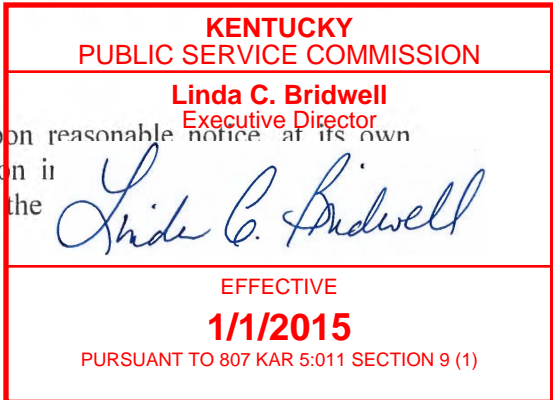 KENTUCKY
PUBLIC SERVICE COMMISSION
Linda C. Bridwell
Executive Director
reasonable notice, at its own
the
Linda C. Bridwell
EFFECTIVE
1/1/2015
PURSUANT TO 807 KAR 5:011 SECTION 9 (1)